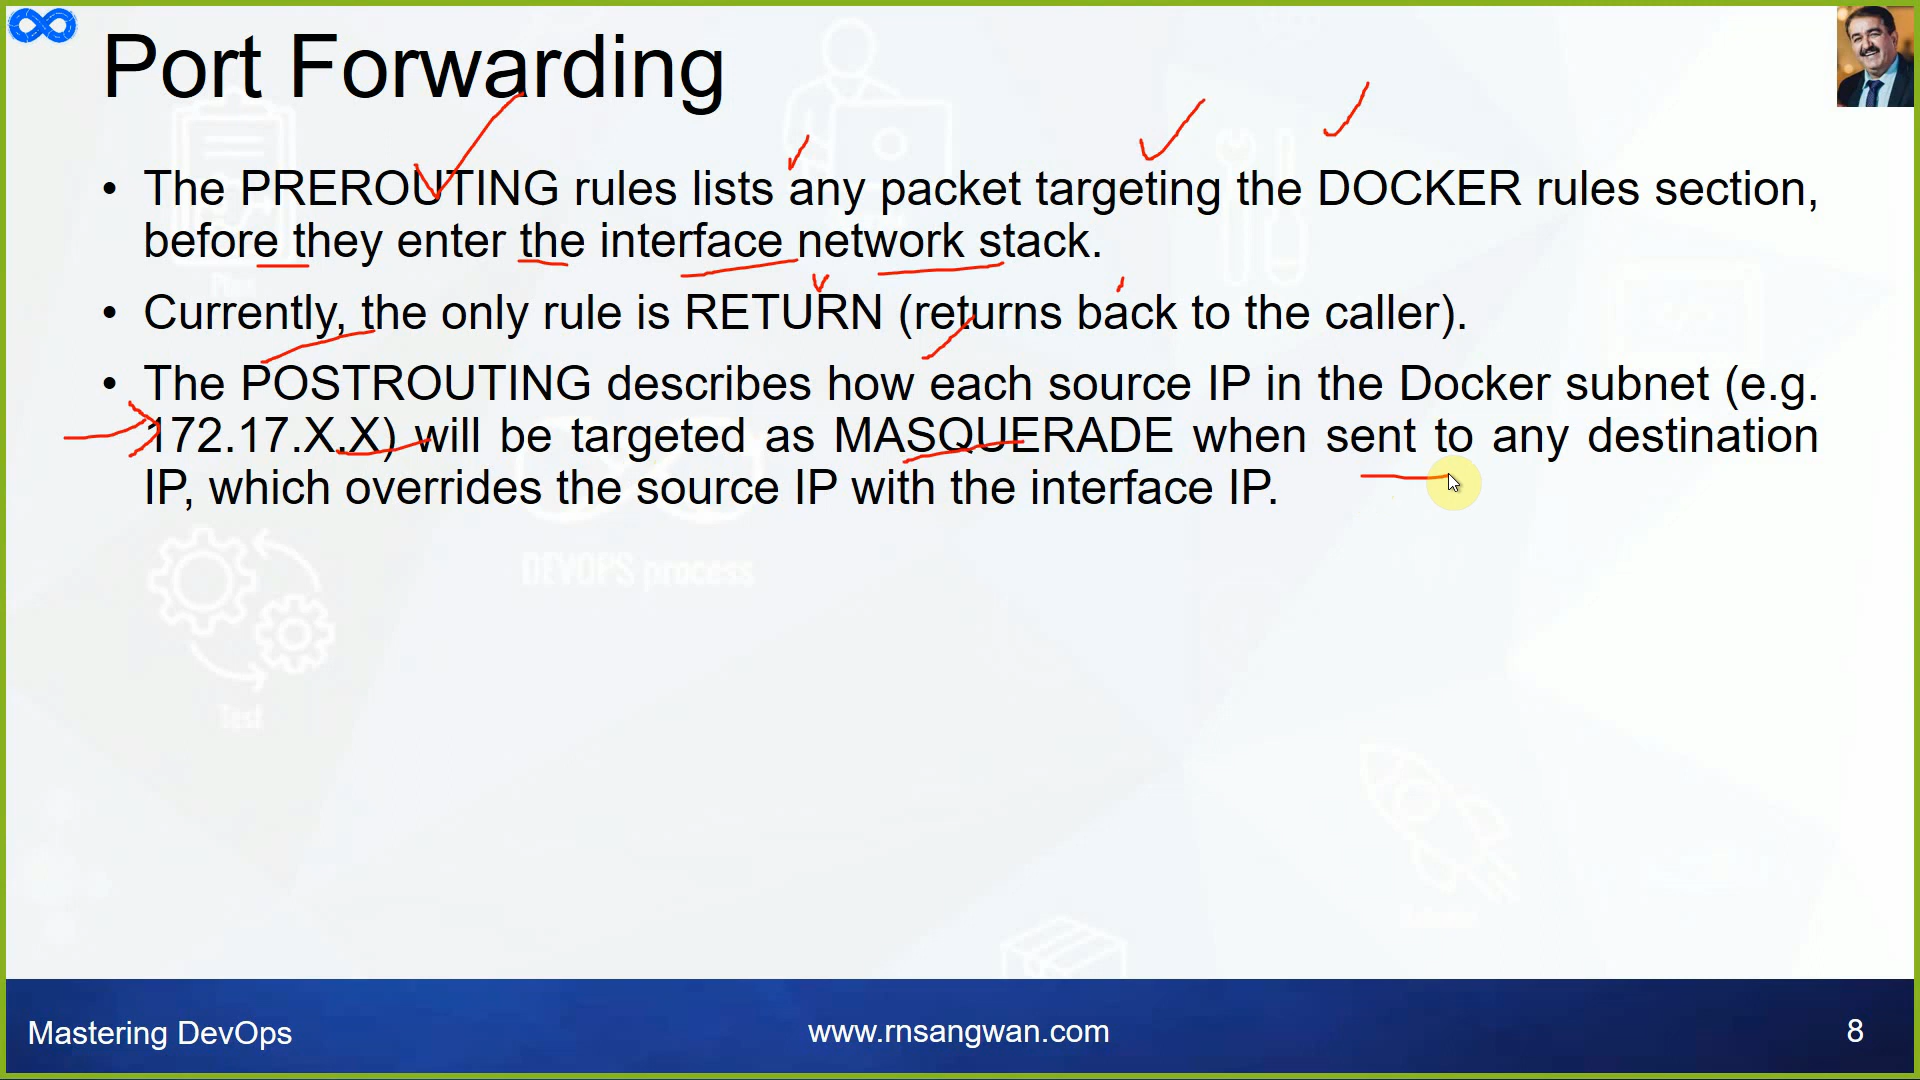 Port Forwarding
• The PREROUTING rules lists any packet targeting the DOCKER rules section,
before they enter the interface network stack.
• Currently, the only rule is RETURN (returns back to the caller).
• The POSTROUTING describes how each source IP in the Docker subnet (e.g.
172.17.X.X) will be targeted as MASQUERADE when sent to any destination
IP, which overrides the source IP with the interface IP.
DEVOPS process
Test
Mastering DevOps
www.rnsangwan.com
8